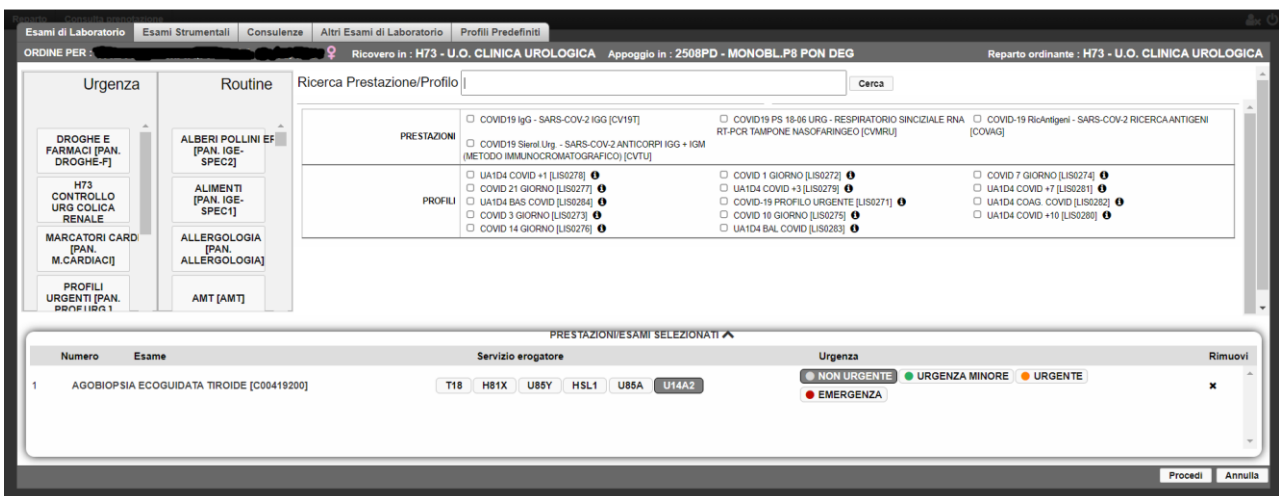 Reparto Consulta prenotazione
Esami di Laboratorio Esami Strumentali Consulenze Altri Esami di Laboratorio Profili Predefiniti
ORDINE PER : Ricovero in : H73 - U.O. CLINICA UROLOGICA Appoggio in : 2508PD - MONOBL.P8 PON DEG Reparto ordinante : H73 - U.O. CLINICA UROLOGICA
Urgenza
DROGHE E
FARMACI [PAN.
DROGHE-F]
H73
CONTROLLO
URG COLICA
RENALE
MARCATORI CARDI
[PAN.
M.CARDIACI]
PROFILI
URGENTI [PAN.
PROF.URG.]
Routine
ALBERI POLLINI EF
[PAN. IGE-
SPEC2]
ALIMENTI
[PAN. IGE-
SPEC1]
ALLERGOLOGIA
[PAN.
ALLERGOLOGIA]
AMT [AMT]
Ricerca Prestazione/Profilo Cerca
PRESTAZIONI
COVID19 IgG - SARS-COV-2 IGG [CV19T]
COVID19 PS 18-06 URG - RESPIRATORIO SINCIZIALE RNA
RT-PCR TAMPONE NASOFARINGEO [CVMRU]
COVID-19 RicAntigeni - SARS-COV-2 RICERCA ANTIGENI
[COVAG]
COVID19 Sierol.Urg. - SARS-COV-2 ANTICORPI IGG + IGM
(METODO IMMUNOCROMATOGRAFICO) [CVTU]
PROFILI
UA1D4 COVID +1 [LIS0278] COVID 1 GIORNO [LIS0272] COVID 7 GIORNO [LIS0274]
COVID 21 GIORNO [LIS0277] UA1D4 COVID +3 [LIS0279] UA1D4 COVID +7 [LIS0281]
UA1D4 BAS COVID [LIS0284] COVID-19 PROFILO URGENTE [LIS0271] UA1D4 COAG. COVID [LIS0282]
COVID 3 GIORNO [LIS0273] COVID 10 GIORNO [LIS0275] UA1D4 COVID +10 [LIS0280]
COVID 14 GIORNO [LIS0276] UA1D4 BAL COVID [LIS0283]
PRESTAZIONI/ESAMI SELEZIONATI
Numero Esame Servizio erogatore Urgenza Rimuovi
1 AGOBIOPSIA ECOGUIDATA TIROIDE [C00419200] T18 H81X U85Y HSL1 U85A U14A2 NON URGENTE URGENZA MINORE URGENTE
EMERGENZA
Procedi Annulla